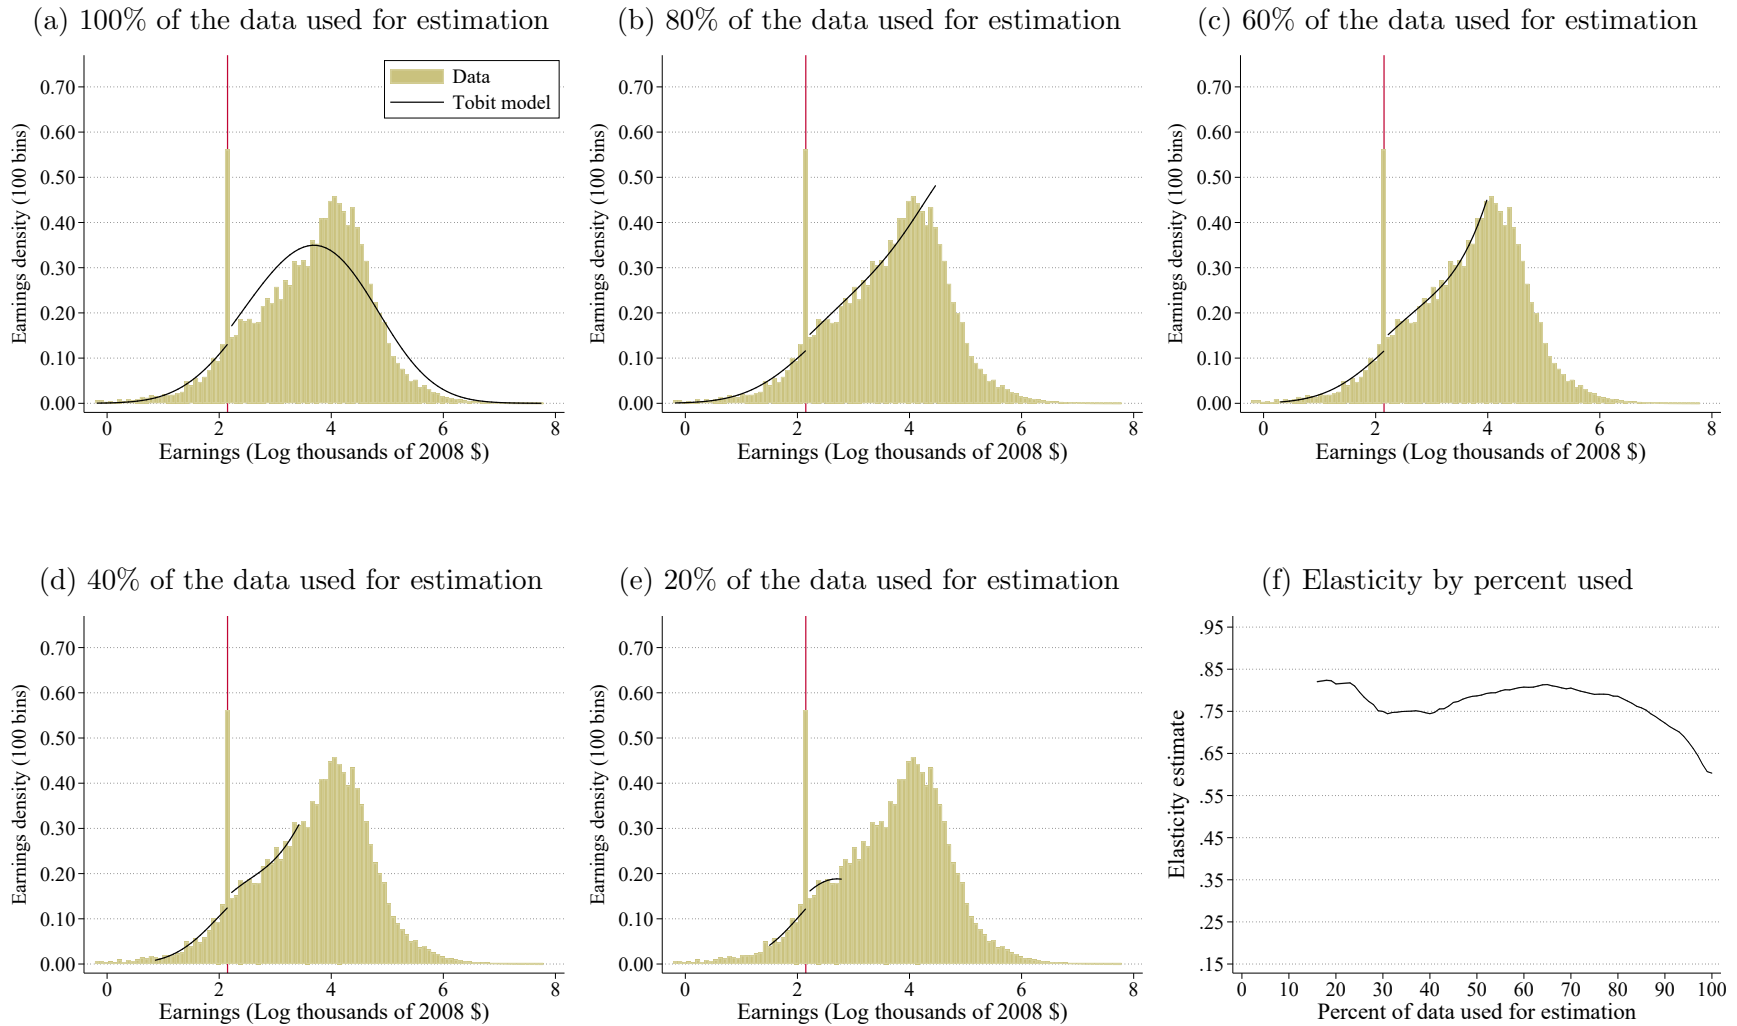 (a) 100% of the data used for estimation
Earnings density (100 bins)
0.70
0.60
0.50
0.40
0.30
0.20
0.10
0.00
Data
Tobit model
0 2 4 6 8
Earnings (Log thousands of 2008 $)
(b) 80% of the data used for estimation
Earnings density (100 bins)
0.70
0.60
0.50
0.40
0.30
0.20
0.10
0.00
0 2 4 6 8
Earnings (Log thousands of 2008 $)
(c) 60% of the data used for estimation
Earnings density (100 bins)
0.70
0.60
0.50
0.40
0.30
0.20
0.10
0.00
0 2 4 6 8
Earnings (Log thousands of 2008 $)
(d) 40% of the data used for estimation
Earnings density (100 bins)
0.70
0.60
0.50
0.40
0.30
0.20
0.10
0.00
0 2 4 6 8
Earnings (Log thousands of 2008 $)
(e) 20% of the data used for estimation
Earnings density (100 bins)
0.70
0.60
0.50
0.40
0.30
0.20
0.10
0.00
0 2 4 6 8
Earnings (Log thousands of 2008 $)
(f) Elasticity by percent used
Elasticity estimate
.95
.85
.75
.65
.55
.45
.35
.25
.15
0 10 20 30 40 50 60 70 80 90 100
Percent of data used for estimation